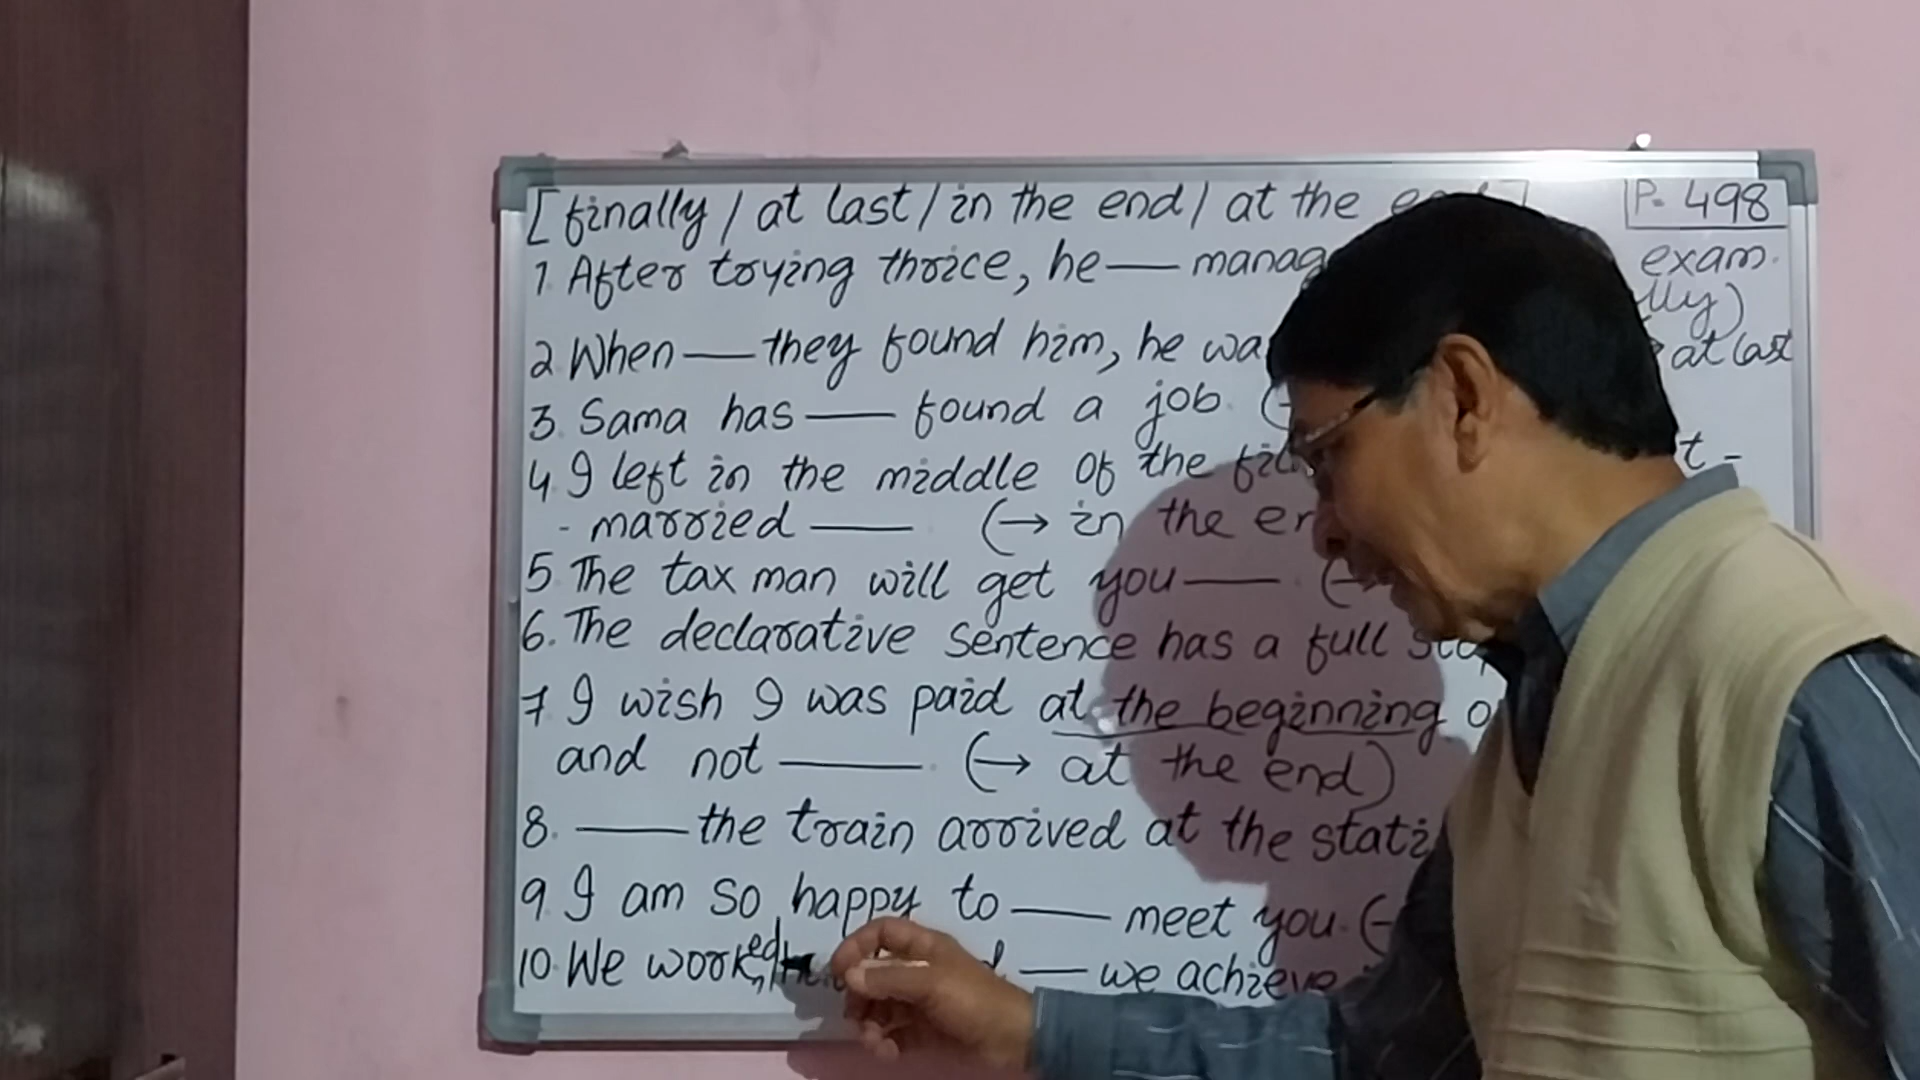 [finally / at last / in the end / at the
P- 498
1. After trying thrice, he — exam.
lly)
2. When — they found him, he at last
3. Sama has — found a job. (
4. I left in the middle of the
- married — (→ in the
5. The tax man will get you — (→
6. The declarative sentence has a full
7. I wish I was paid at the beginning
and not —. (→ at the end)
8. — the train arrived at the
9. I am so happy to — meet you. (
10. We worked — we achieve